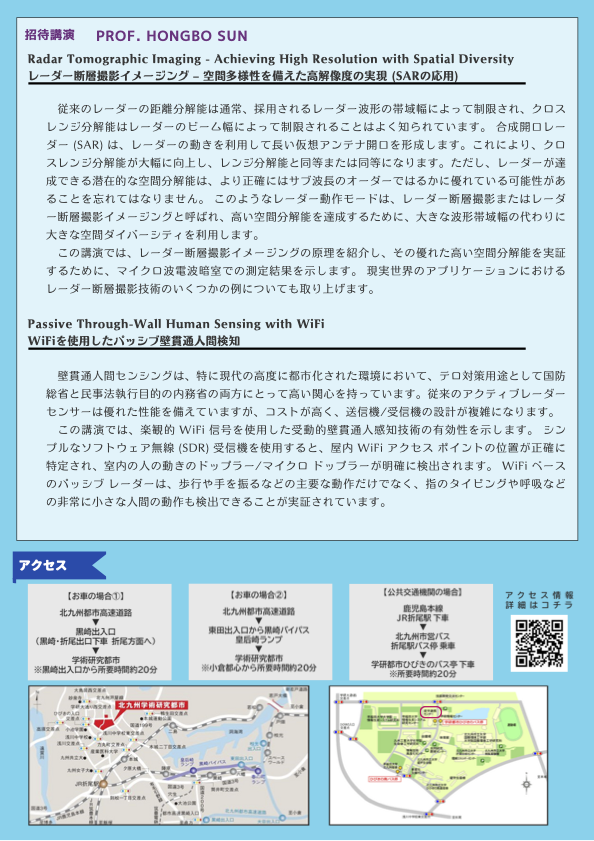 招待講演 PROF. HONGBO SUN
Radar Tomographic Imaging - Achieving High Resolution with Spatial Diversity
レーダー断層撮影イメージング – 空間多様性を備えた高解像度の実現 (SARの応用)
従来のレーダーの距離分解能は通常、採用されるレーダー波形の帯域幅によって制限され、クロス
レンジ分解能はレーダーのビーム幅によって制限されることはよく知られています。 合成開口レー
ダー (SAR) は、レーダーの動きを利用して長い仮想アンテナ開口を形成します。これにより、クロ
スレンジ分解能が大幅に向上し、レンジ分解能と同等または同等になります。ただし、レーダーが達
成できる潜在的な空間分解能は、より正確にはサブ波長のオーダーではるかに優れている可能性があ
ることを忘れてはなりません。 このようなレーダー動作モードは、レーダー断層撮影またはレーダ
ー断層撮影イメージングと呼ばれ、高い空間分解能を達成するために、大きな波形帯域幅の代わりに
大きな空間ダイバーシティを利用します。
この講演では、レーダー断層撮影イメージングの原理を紹介し、その優れた高い空間分解能を実証
するために、マイクロ波電波暗室での測定結果を示します。 現実世界のアプリケーションにおける
レーダー断層撮影技術のいくつかの例についても取り上げます。
Passive Through-Wall Human Sensing with WiFi
WiFiを使用したパッシブ壁貫通人間検知
壁貫通人間センシングは、特に現代の高度に都市化された環境において、テロ対策用途として国防
総省と民事法執行目的の内務省の両方にとって高い関心を持っています。従来のアクティブレーダー
センサーは優れた性能を備えていますが、コストが高く、送信機/受信機の設計が複雑になります。
この講演では、楽観的 WiFi 信号を使用した受動的壁貫通人感知技術の有効性を示します。 シン
プルなソフトウェア無線 (SDR) 受信機を使用すると、屋内 WiFi アクセス ポイントの位置が正確に
特定され、室内の人の動きのドップラー/マイクロ ドップラーが明確に検出されます。 WiFi ベース
のパッシブ レーダーは、歩行や手を振るなどの主要な動作だけでなく、指のタイピングや呼吸など
の非常に小さな人間の動作も検出できることが実証されています。
アクセス
【お車の場合①】
北九州都市高速道路
▼
黒崎出入口
(黒崎・折尾出口下車 折尾方面へ)
▼
学術研究都市
※黒崎出入口から所要時間約20分
【お車の場合②】
北九州都市高速道路
▼
東田出入口から黒崎バイパス
皇后崎ランプ
▼
学術研究都市
※小倉都心から所要時間約20分
【公共交通機関の場合】
鹿児島本線
JR折尾駅 下車
▼
北九州市営バス
折尾駅バス停 乗車
▼
学研都市ひびきのバス停 下車
※所要時間約20分
アクセス情報
詳細はコチラ
北九州学術研究都市
JR折尾駅